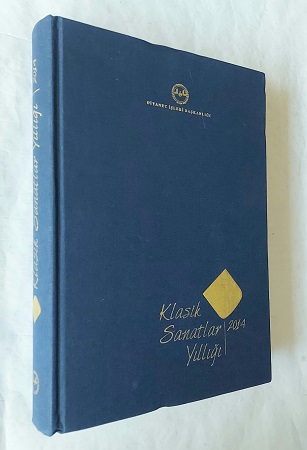 DİYANET İŞLERİ BAŞKANLIĞI
Klasik
Sanatlar
Yıllığı
2014
Klasik Sanatlar Yıllığı
2014